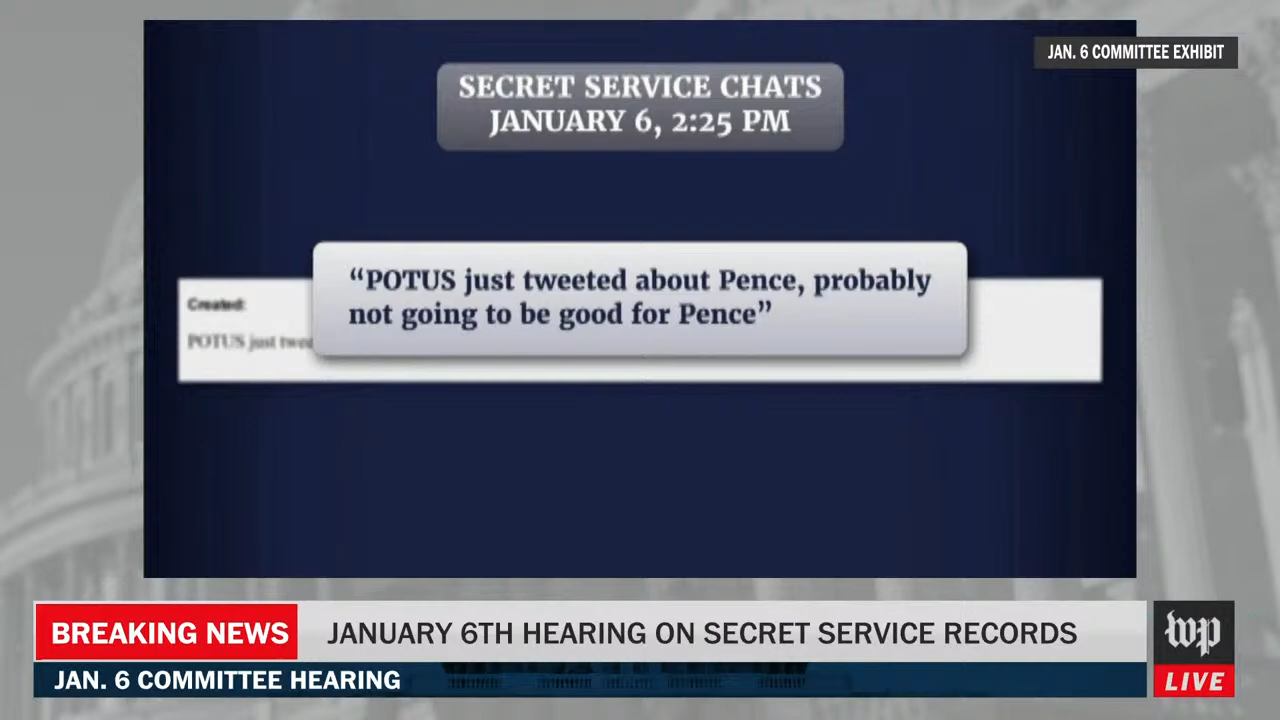 JAN. 6 COMMITTEE EXHIBIT
SECRET SERVICE CHATS
JANUARY 6, 2:25 PM
“POTUS just tweeted about Pence, probably
not going to be good for Pence”
Created:
POTUS just twee
BREAKING NEWS
JANUARY 6TH HEARING ON SECRET SERVICE RECORDS
wp
JAN. 6 COMMITTEE HEARING
LIVE